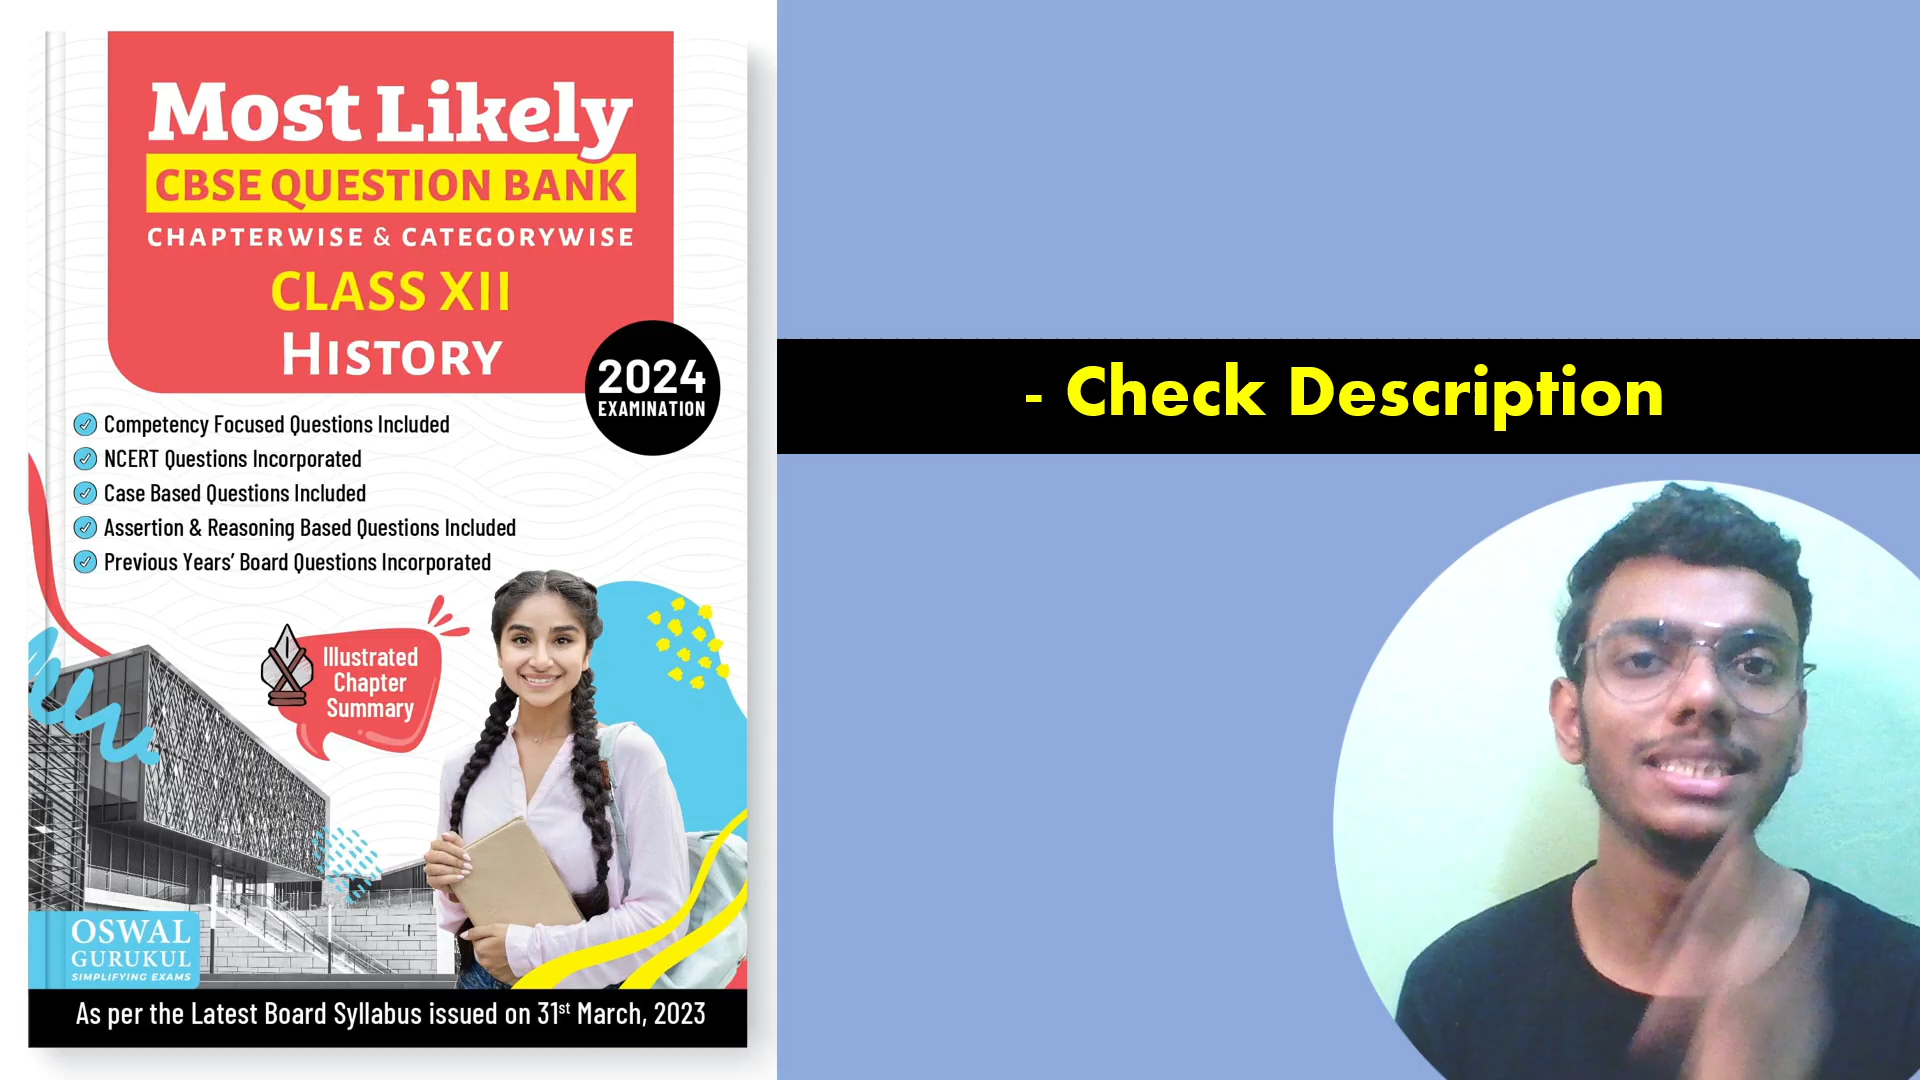 Most Likely
CBSE QUESTION BANK
CHAPTERWISE & CATEGORYWISE
CLASS XII
HISTORY
2024
EXAMINATION
Competency Focused Questions Included
NCERT Questions Incorporated
Case Based Questions Included
Assertion & Reasoning Based Questions Included
Previous Years’ Board Questions Incorporated
Illustrated
Chapter
Summary
OSWAL
GURUKUL
SIMPLIFYING EXAMS
As per the Latest Board Syllabus issued on 31st March, 2023
- Check Description